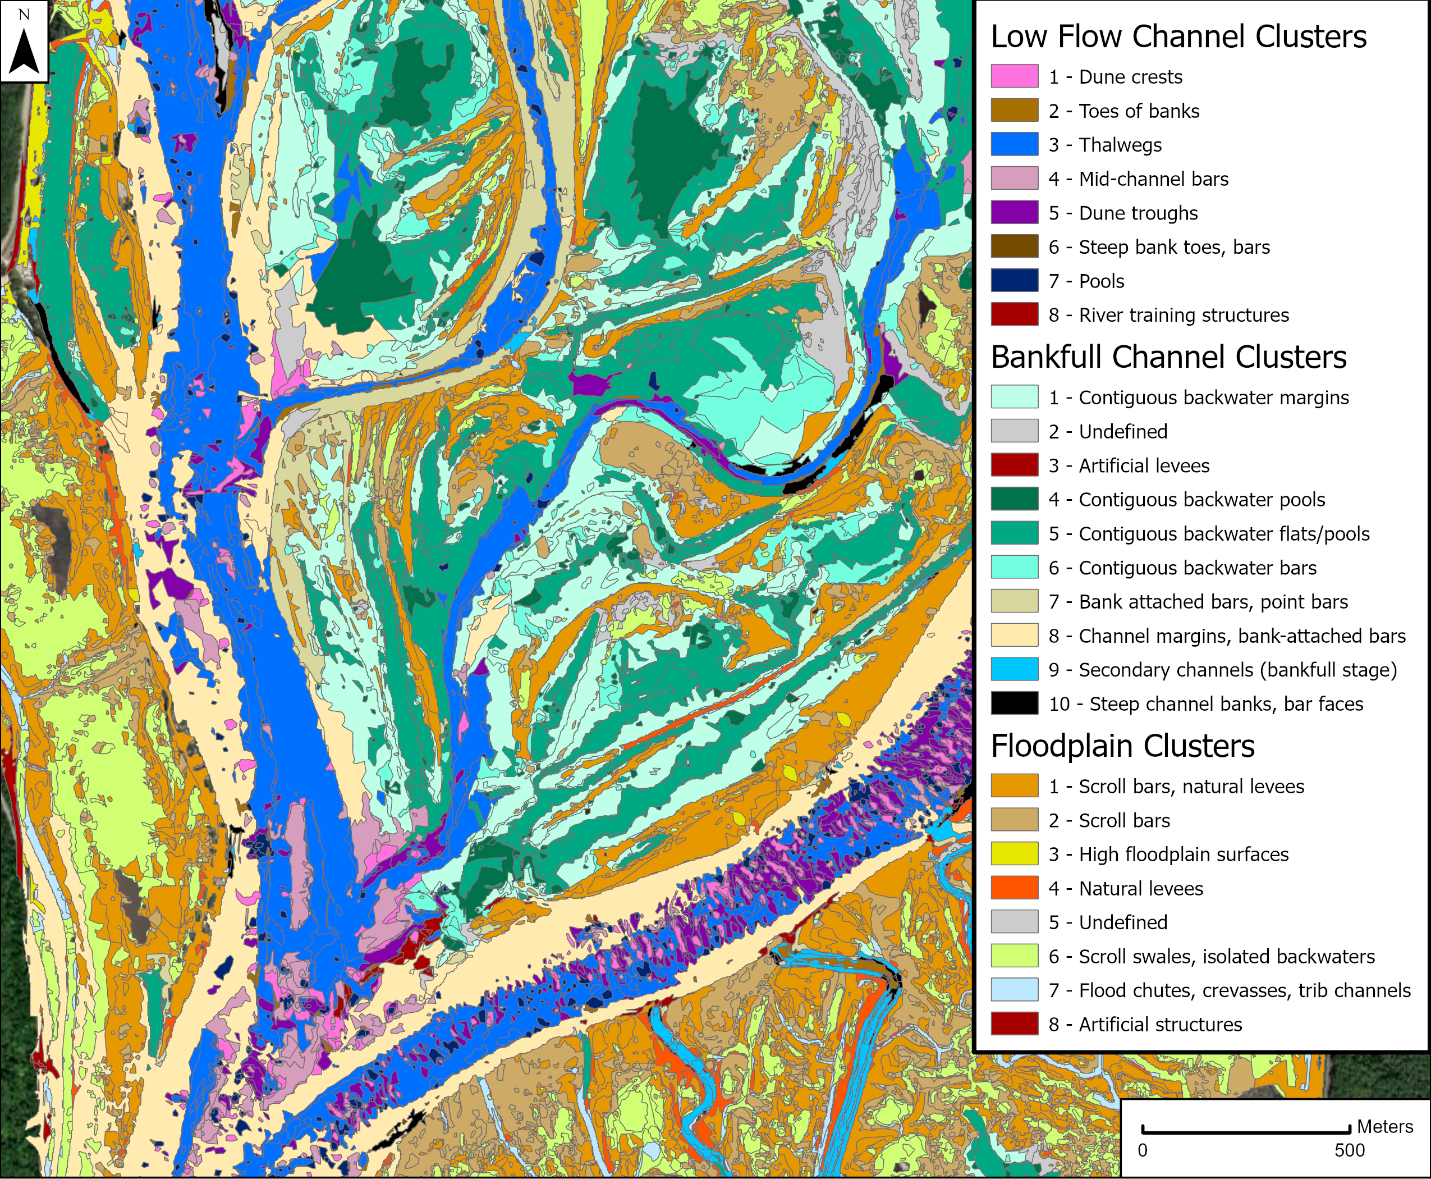 N
Low Flow Channel Clusters
1 - Dune crests
2 - Toes of banks
3 - Thalwegs
4 - Mid-channel bars
5 - Dune troughs
6 - Steep bank toes, bars
7 - Pools
8 - River training structures
Bankfull Channel Clusters
1 - Contiguous backwater margins
2 - Undefined
3 - Artificial levees
4 - Contiguous backwater pools
5 - Contiguous backwater flats/pools
6 - Contiguous backwater bars
7 - Bank attached bars, point bars
8 - Channel margins, bank-attached bars
9 - Secondary channels (bankfull stage)
10 - Steep channel banks, bar faces
Floodplain Clusters
1 - Scroll bars, natural levees
2 - Scroll bars
3 - High floodplain surfaces
4 - Natural levees
5 - Undefined
6 - Scroll swales, isolated backwaters
7 - Flood chutes, crevasses, trib channels
8 - Artificial structures
Meters
0 500